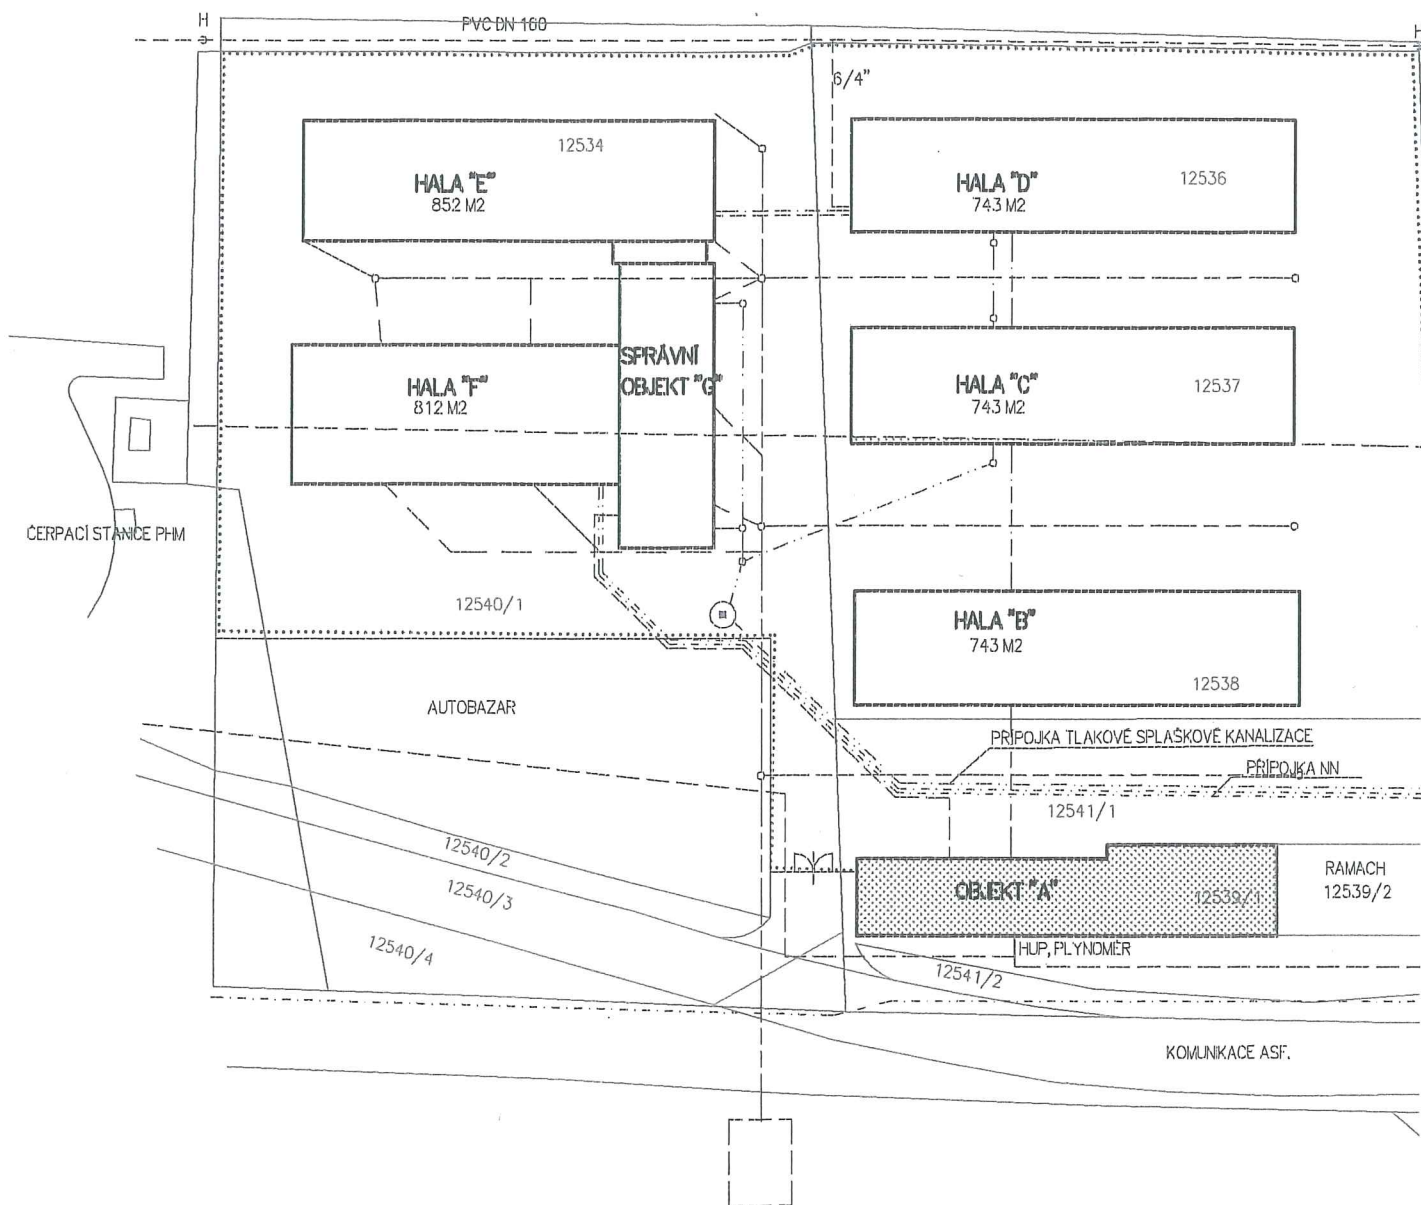 H
PVC DN 160
H
6/4"
12534
HALA "E"
852 M2
HALA "D"
743 M2
12536
SPRÁVNÍ
OBJEKT "G"
HALA "F"
812 M2
HALA "C"
743 M2
12537
ČERPACÍ STANICE PHM
12540/1
HALA "B"
743 M2
12538
AUTOBAZAR
PŘÍPOJKA TLAKOVÉ SPLAŠKOVÉ KANALIZACE
PŘÍPOJKA NN
12541/1
12540/2
12540/3
12540/4
OBJEKT "A"
12539/1
RAMACH
12539/2
HUP, PLYNOMĚR
12541/2
KOMUNIKACE ASF.